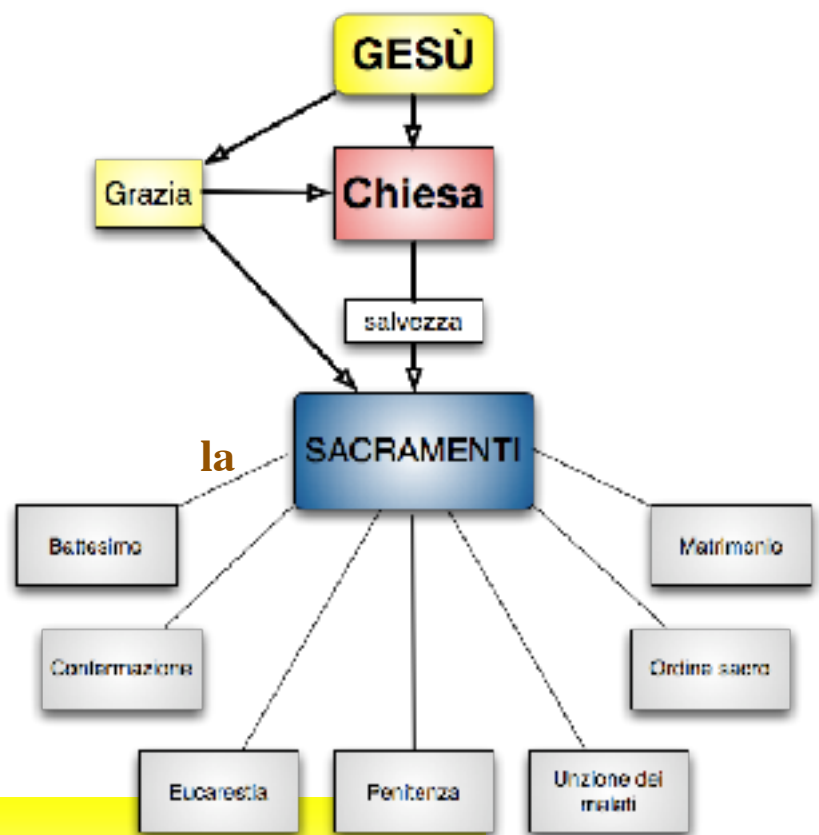 GESÙ
Grazia
Chiesa
salvezza
la
SACRAMENTI
Battesimo
Matrimonio
Confermazione
Ordine sacro
Eucarestia
Penitenza
Unzione dei
malati